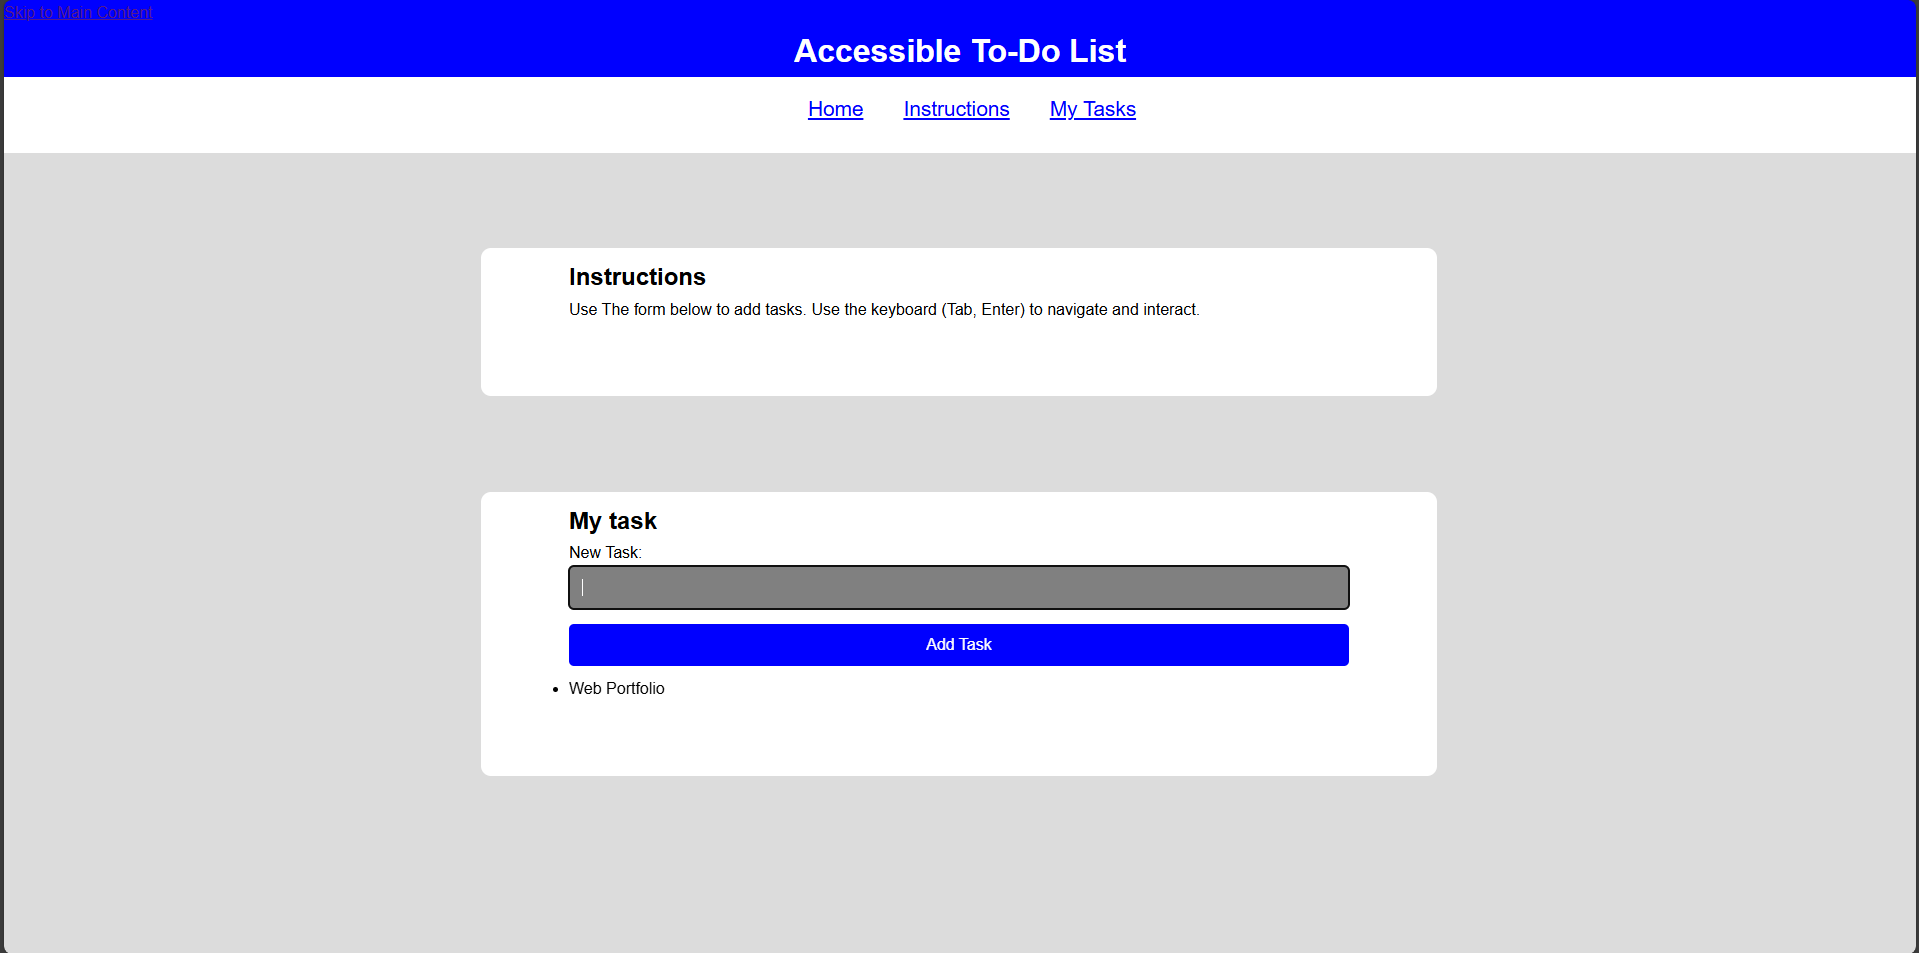 Skip to Main Content
Accessible To-Do List
Home Instructions My Tasks
Instructions
Use The form below to add tasks. Use the keyboard (Tab, Enter) to navigate and interact.
My task
New Task:
Add Task
Web Portfolio